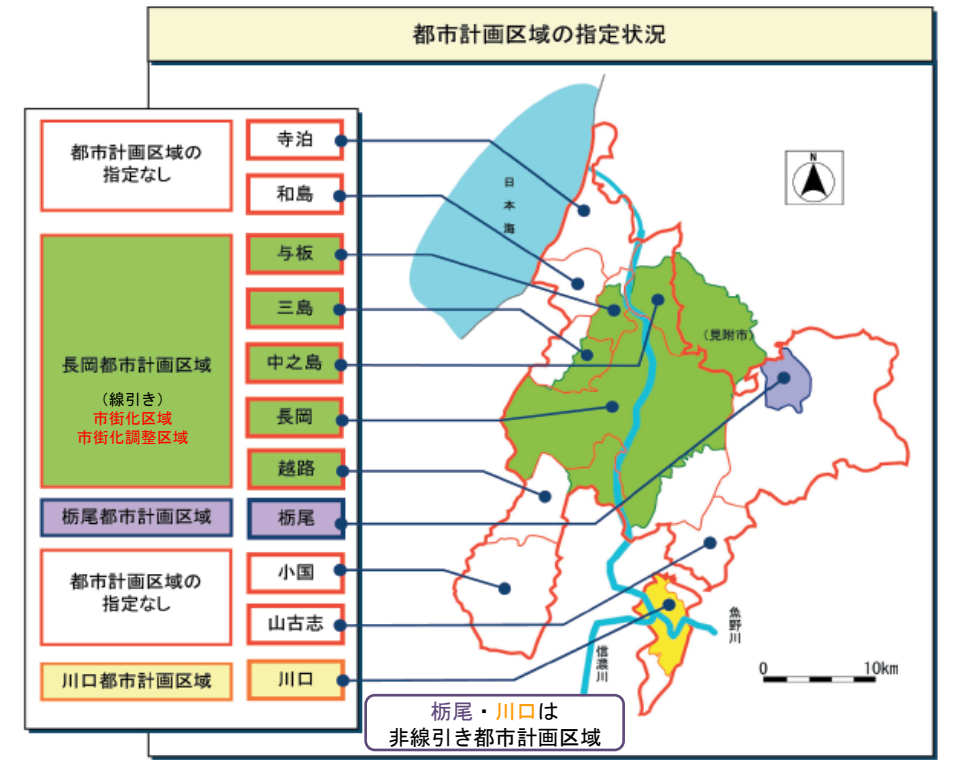 都市計画区域の指定状況
都市計画区域の
指定なし
寺泊
和島
長岡都市計画区域
(線引き)
市街化区域
市街化調整区域
与板
三島
中之島
長岡
越路
栃尾都市計画区域
栃尾
都市計画区域の
指定なし
小国
山古志
川口都市計画区域
川口
日本海
N
(見附市)
魚野川
信濃川
0 10km
栃尾・川口は
非線引き都市計画区域